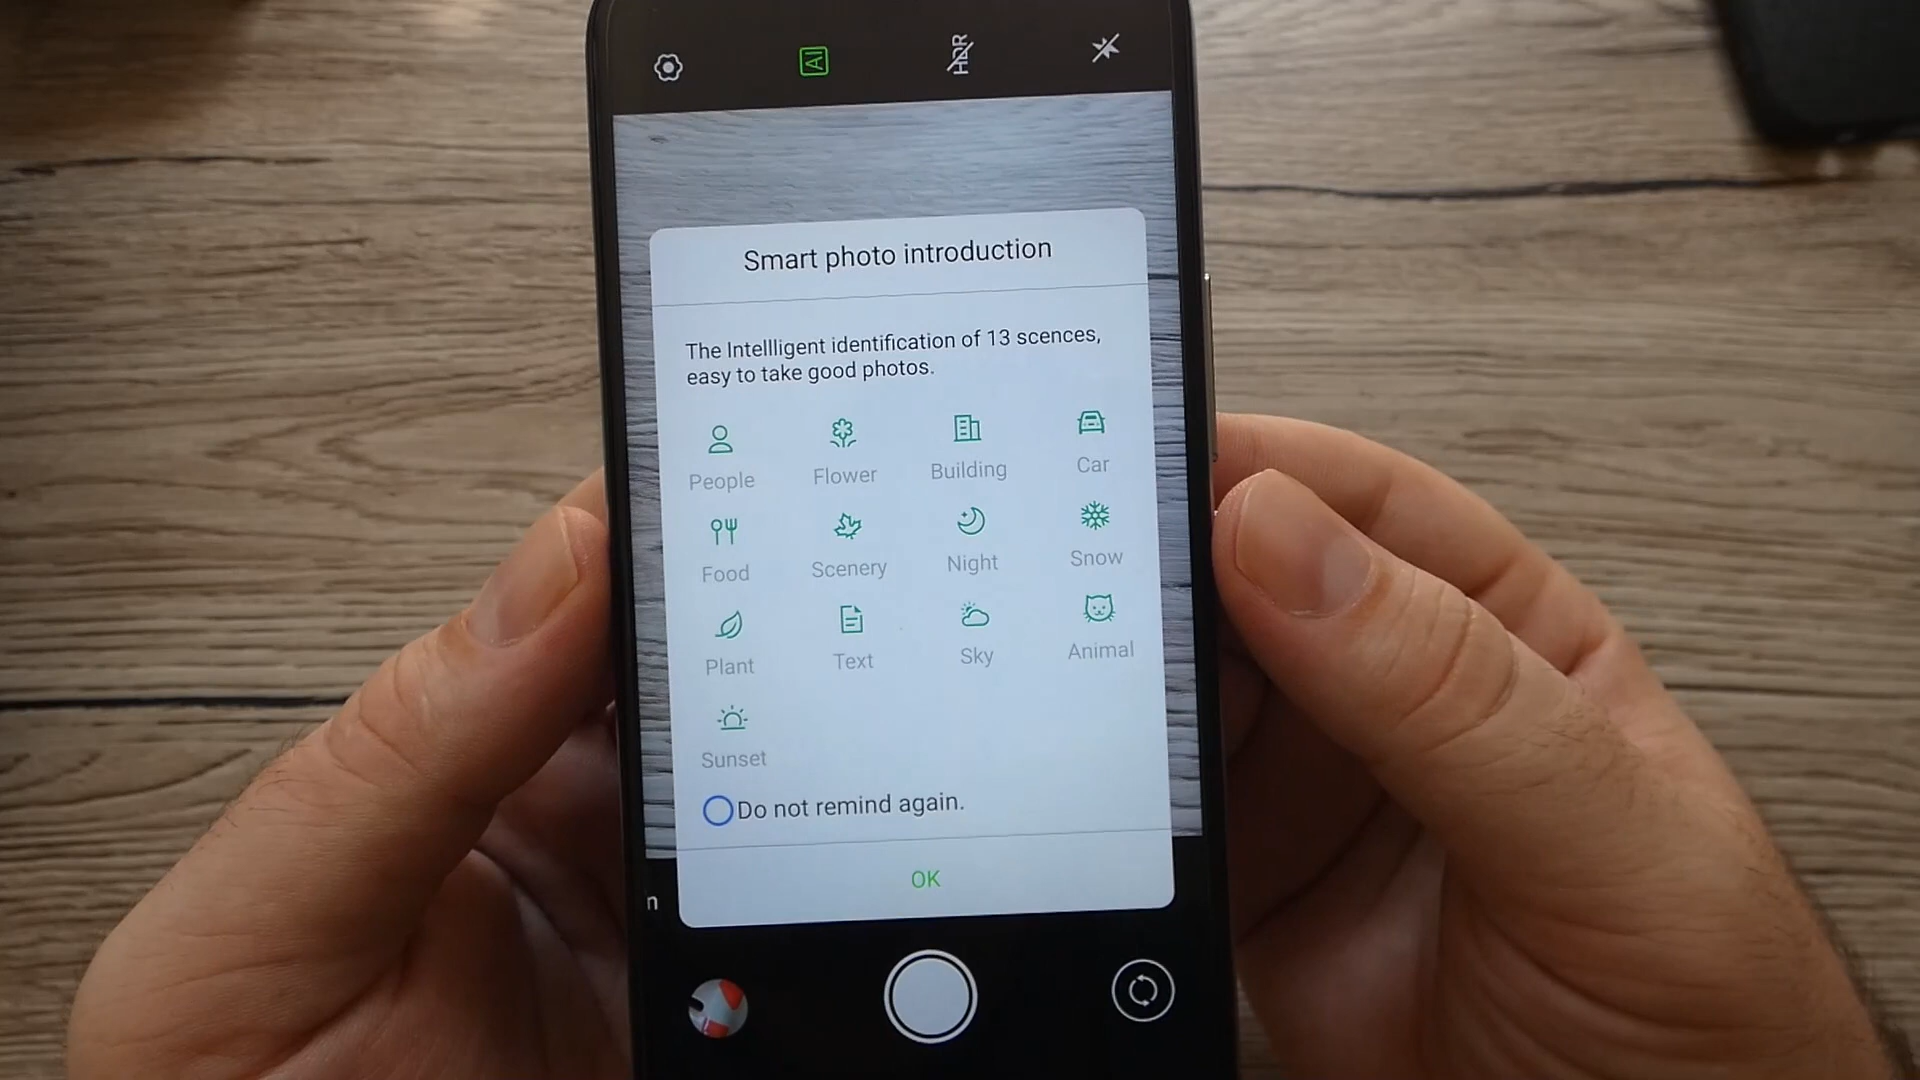 AI
HDR
Smart photo introduction
The Intellligent identification of 13 scences,
easy to take good photos.
People Flower Building Car
Food Scenery Night Snow
Plant Text Sky Animal
Sunset
Do not remind again.
OK
n